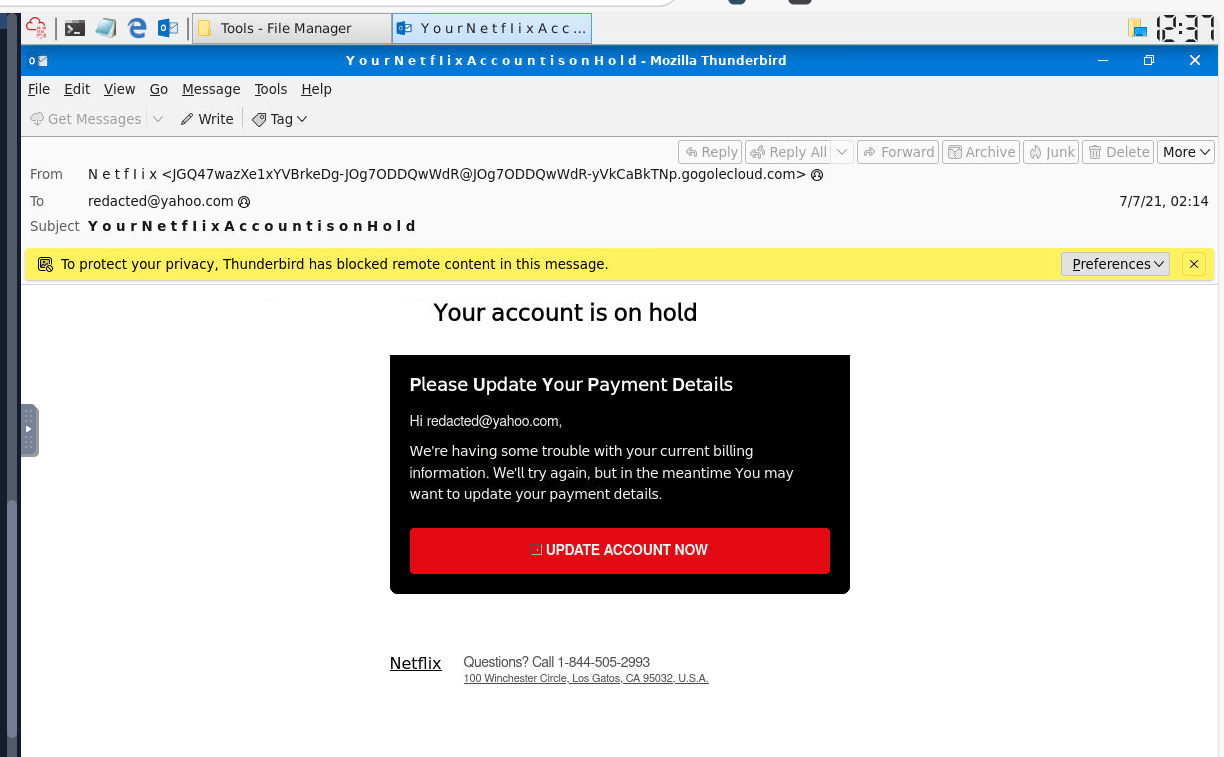 Tools - File Manager
Y o u r N e t f l i x A c c ...
12:37
Y o u r N e t f I i x A c c o u n t i s o n H o l d - Mozilla Thunderbird
File Edit View Go Message Tools Help
Get Messages Write Tag
Reply Reply All Forward Archive Junk Delete More
From N e t f I i x <JGQ47wazXe1xYVBrkeDg-JOg7ODDQwWdR@JOg7ODDQwWdR-yVkCaBkTNp.gogolecloud.com>
To redacted@yahoo.com 7/7/21, 02:14
Subject Y o u r N e t f I i x A c c o u n t i s o n H o l d
To protect your privacy, Thunderbird has blocked remote content in this message. Preferences
Your account is on hold
Please Update Your Payment Details
Hi redacted@yahoo.com,
We're having some trouble with your current billing
information. We'll try again, but in the meantime You may
want to update your payment details.
UPDATE ACCOUNT NOW
Netflix Questions? Call 1-844-505-2993
100 Winchester Circle, Los Gatos, CA 95032, U.S.A.